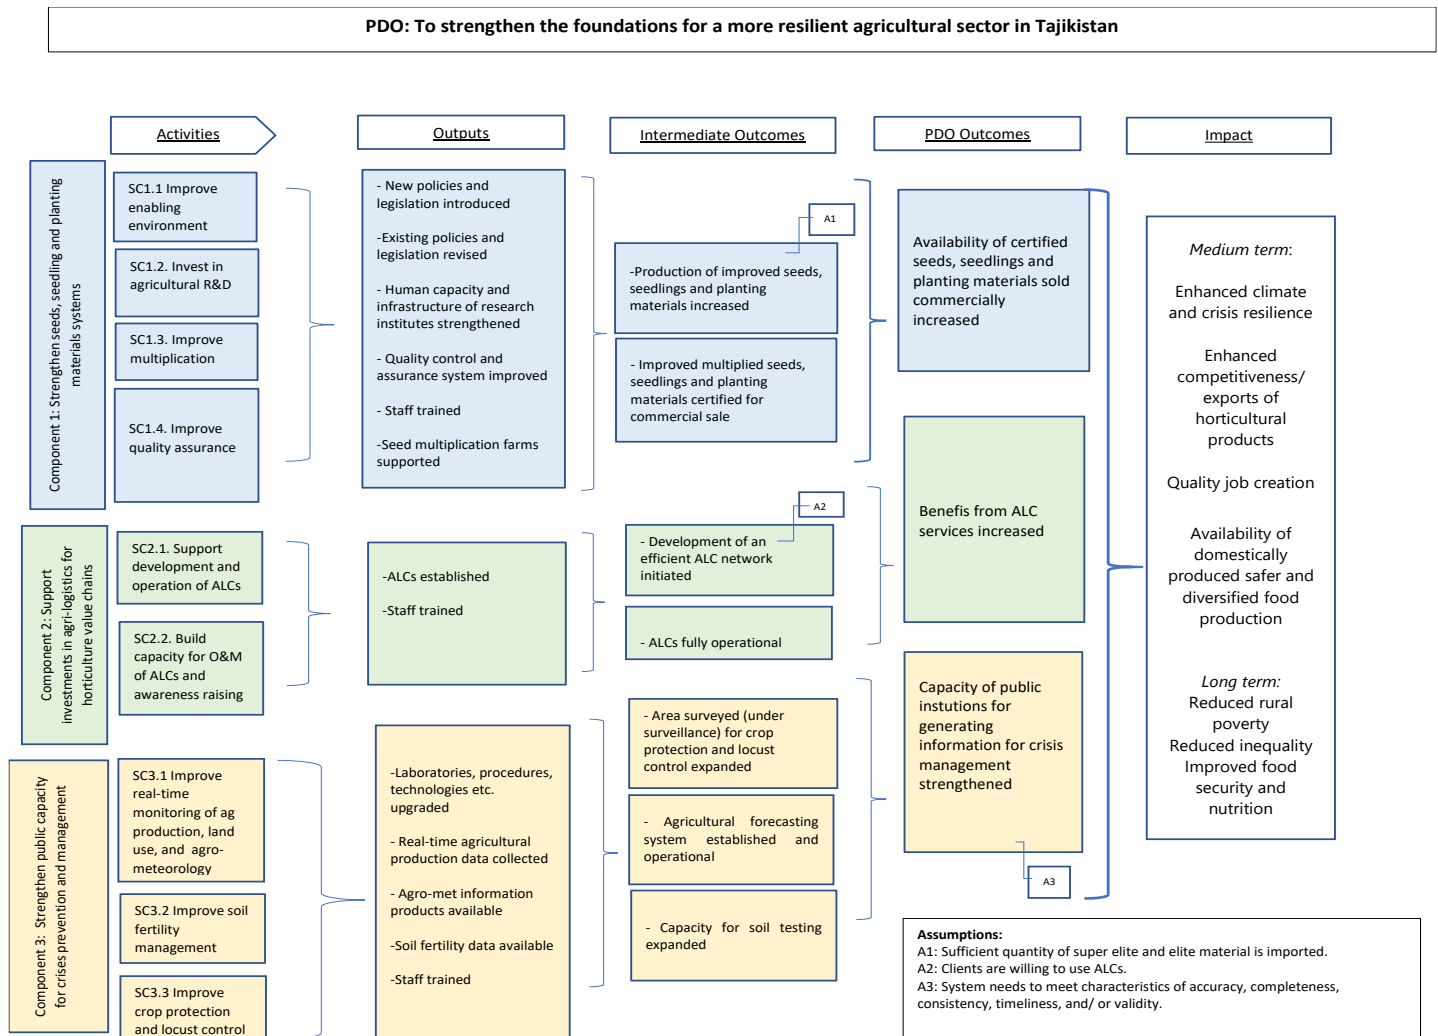 PDO: To strengthen the foundations for a more resilient agricultural sector in Tajikistan
Activities
Outputs
Intermediate Outcomes
PDO Outcomes
Impact
Component 1: Strengthen seeds, seedling and planting
materials systems
SC1.1 Improve
enabling
environment
SC1.2. Invest in
agricultural R&D
SC1.3. Improve
multiplication
SC1.4. Improve
quality assurance
- New policies and
legislation introduced
-Existing policies and
legislation revised
- Human capacity and
infrastructure of research
institutes strengthened
- Quality control and
assurance system improved
- Staff trained
-Seed multiplication farms
supported
A1
-Production of improved seeds,
seedlings and planting
materials increased
- Improved multiplied seeds,
seedlings and planting
materials certified for
commercial sale
Availability of certified
seeds, seedlings and
planting materials sold
commercially
increased
Component 2: Support
investments in agri-logistics for
horticulture value chains
SC2.1. Support
development and
operation of ALCs
SC2.2. Build
capacity for O&M
of ALCs and
awareness raising
-ALCs established
-Staff trained
A2
- Development of an
efficient ALC network
initiated
- ALCs fully operational
Benefis from ALC
services increased
Component 3:  Strengthen public capacity
for crises prevention and management
SC3.1 Improve
real-time
monitoring of ag
production, land
use, and  agro-
meteorology
SC3.2 Improve soil
fertility
management
SC3.3 Improve
crop protection
and locust control
-Laboratories, procedures,
technologies etc.
upgraded
- Real-time agricultural
production data collected
- Agro-met information
products available
-Soil fertility data available
-Staff trained
- Area surveyed (under
surveillance) for crop
protection and locust
control expanded
- Agricultural forecasting
system established and
operational
- Capacity for soil testing
expanded
Capacity of public
instutions for
generating
information for crisis
management
strengthened
A3
Medium term:
Enhanced climate
and crisis resilience
Enhanced
competitiveness/
exports of
horticultural
products
Quality job creation
Availability of
domestically
produced safer and
diversified food
production
Long term:
Reduced rural
poverty
Reduced inequality
Improved food
security and
nutrition
Assumptions:
A1: Sufficient quantity of super elite and elite material is imported.
A2: Clients are willing to use ALCs.
A3: System needs to meet characteristics of accuracy, completeness,
consistency, timeliness, and/ or validity.